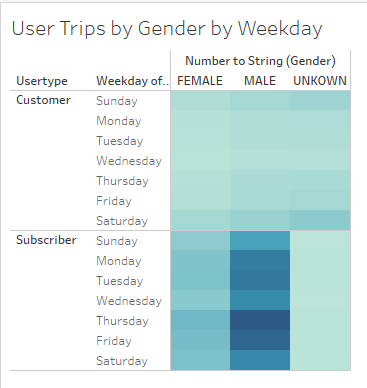 User Trips by Gender by Weekday
Number to String (Gender)
Usertype Weekday of.. FEMALE MALE UNKOWN
Customer Sunday
Monday
Tuesday
Wednesday
Thursday
Friday
Saturday
Subscriber Sunday
Monday
Tuesday
Wednesday
Thursday
Friday
Saturday